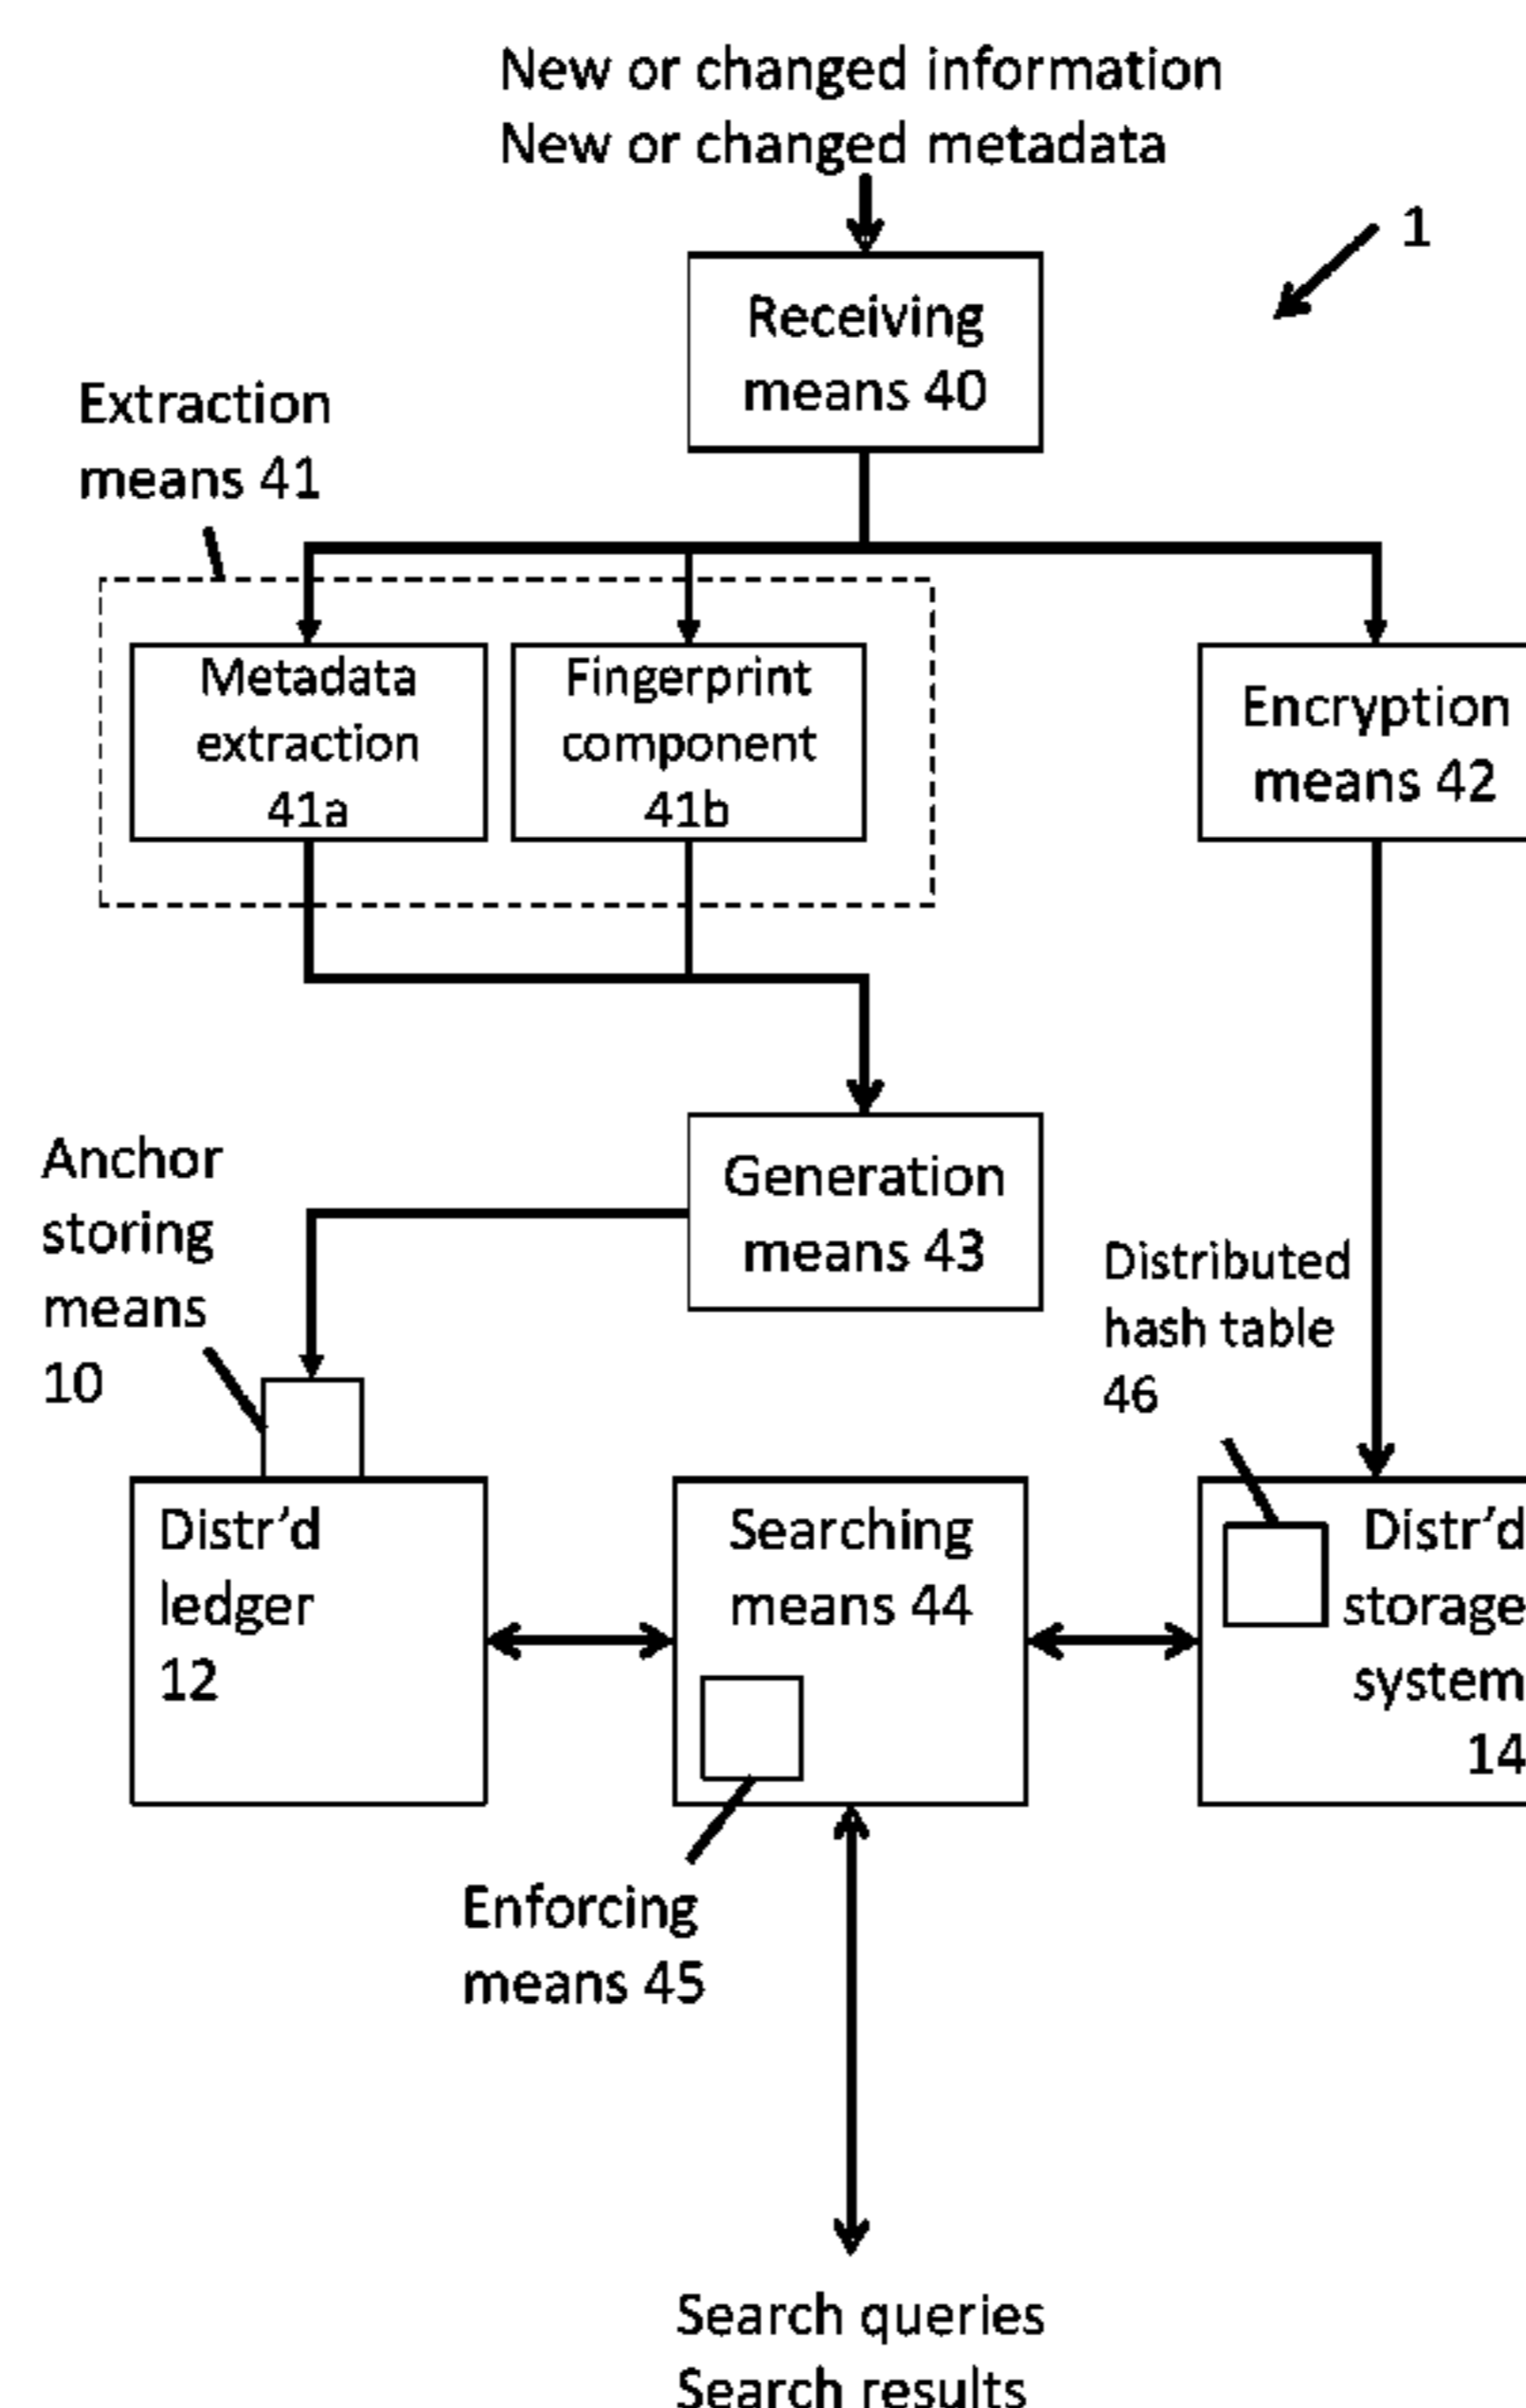 New or changed information
New or changed metadata
1
Receiving
means 40
Extraction
means 41
Metadata
extraction
41a
Fingerprint
component
41b
Encryption
means 42
Generation
means 43
Anchor
storing
means
10
Distributed
hash table
46
Distr'd
ledger
12
Searching
means 44
Distr'd
storage
system
14
Enforcing
means 45
Search queries
Search results